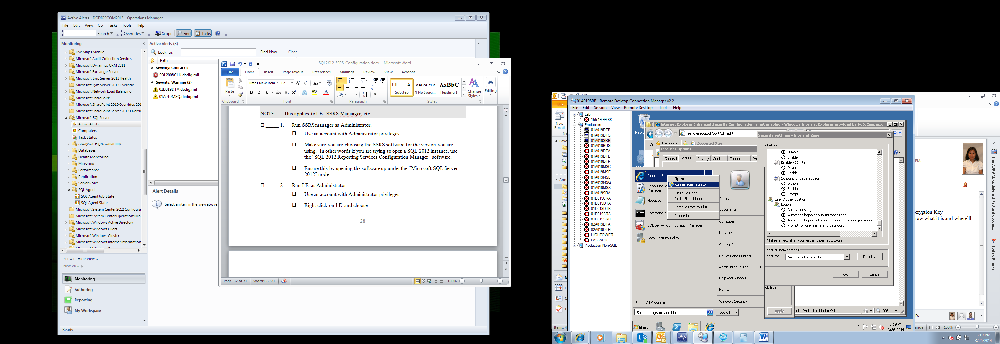 Active Alerts - DODIGSCOM2012 - Operations Manager
File Edit View Go Tasks Tools Help
Search Overrides Scope Find Tasks
Monitoring
Live Maps Mobile
Microsoft Audit Collection Services
Microsoft Dynamics CRM 2011
Microsoft Exchange Server
Microsoft Lync Server 2013 Health
Microsoft Lync Server 2013 Override
Microsoft Network Load Balancing
Microsoft SharePoint
Microsoft SharePoint 2010 Overrides 201
Microsoft SharePoint Server 2013 Overric
Microsoft SQL Server
Active Alerts
Computers
Task Status
AlwaysOn High Availability
Databases
Health Monitoring
Mirroring
Performance
Replication
Server Roles
SQL Agent
SQL Agent Job State
SQL Agent State
Microsoft System Center 2012 Configurat
Microsoft System Center Operations Mar
Microsoft Windows Active Directory
Microsoft Windows Client
Microsoft Windows Cluster
Microsoft Windows Internet Information
Show or Hide Views...
New View
Monitoring
Authoring
Reporting
My Workspace
Ready
Active Alerts (3)
Look for: Find Now Clear
Path
Severity: Critical (1)
SQL2008CLU.dodig.mil
Severity: Warning (2)
01D019DTA.dodig.mil
01A019MSQ.dodig.mil
Alert Details
Select an item in the view above
SQL2K12_SSRS_Configuration.docx - Microsoft Word
File Home Insert Page Layout References Mailings Review View Acrobat
Paste
Times New Rom 12
Substep
AaBbCcDc
¶ No Spaci...
AaBbC
Heading 1
Change Styles
Editing
Clipboard Font Paragraph Styles
NOTE: This applies to I.E., SSRS Manaager, etc.
_____ 1. Run SSRS manager as Administrator.
Use an account with Administrator privileges.
Make sure you are choosing the SSRS software for the version you are
using. In other words if you are trying to open a SQL 2012 instance, use
the “SQL 2012 Reporting Services Configuration Manager” software.
Ensure this by opening the software up under the “Microsoft SQL Server
2012” node.
_____ 2. Run I.E. as Administrator
Use an account with Administrator privileges.
Right click on I.E. and choose
28
Page: 32 of 71 Words: 8,531 100%
File
New
E-mail
Favo
Anne
Items: 4
01A019SRB - Remote Desktop Connection Manager v2.2
File Edit Session View Remote Desktops Tools Help
Lab
155.19.99.86
Production
01A019DTB
01A019DTG
01A019SRB
01A019BUG
01A019DTA
01A019DTE
01A019DTF
01A019MSC
01A019MSE
01A019MSL
01A019MSQ
01A019MSX
01A019SRA
01D019CRA
01D019DTA
01D019DTB
01D019SRA
01D019SRB
02A019DTA
02A019DTH
HIGHTOWER
LASSARD
Production Non-SQL
Recyc
Internet Explorer Enhanced Security Configuration is not enabled - Windows Internet Explorer provided by DoD, Inspecto...
res://iesetup.dll/SoftAdmin.htm
Favorites Suggested Sites
Internet Options
General Security Privacy Content Connections Pr
Internet Expl
Reporting Se
Manager
Notepad
Command Pr
SQL Server Configuration Manager
Local Security Policy
All Programs
Search programs and files
Log off
Open
Run as administrator
Pin to Taskbar
Pin to Start Menu
Remove from this list
Properties
AnneL
Documents
Computer
Network
Control Panel
Devices and Printers
Administrative Tools
Help and Support
Run...
Windows Security
Security Settings - Internet Zone
Settings
Disable
Enable
Enable XSS filter
Disable
Enable
Scripting of Java applets
Disable
Enable
Prompt
User Authentication
Logon
Anonymous logon
Automatic logon only in Intranet zone
Automatic logon with current user name and password
Prompt for user name and password
*Takes effect after you restart Internet Explorer
Reset custom settings
Reset to: Medium-high (default) Reset...
OK Cancel
ult level
Apply
net | Protected Mode: Off 100%
Start
3:19 PM
3/26/2014
PM.
cryption Key
now what it is and where’ll
D.
ange 100%
Thu 7:30 AM: update architectural docum...
Today: 0 Tasks
3:19 PM
3/26/2014